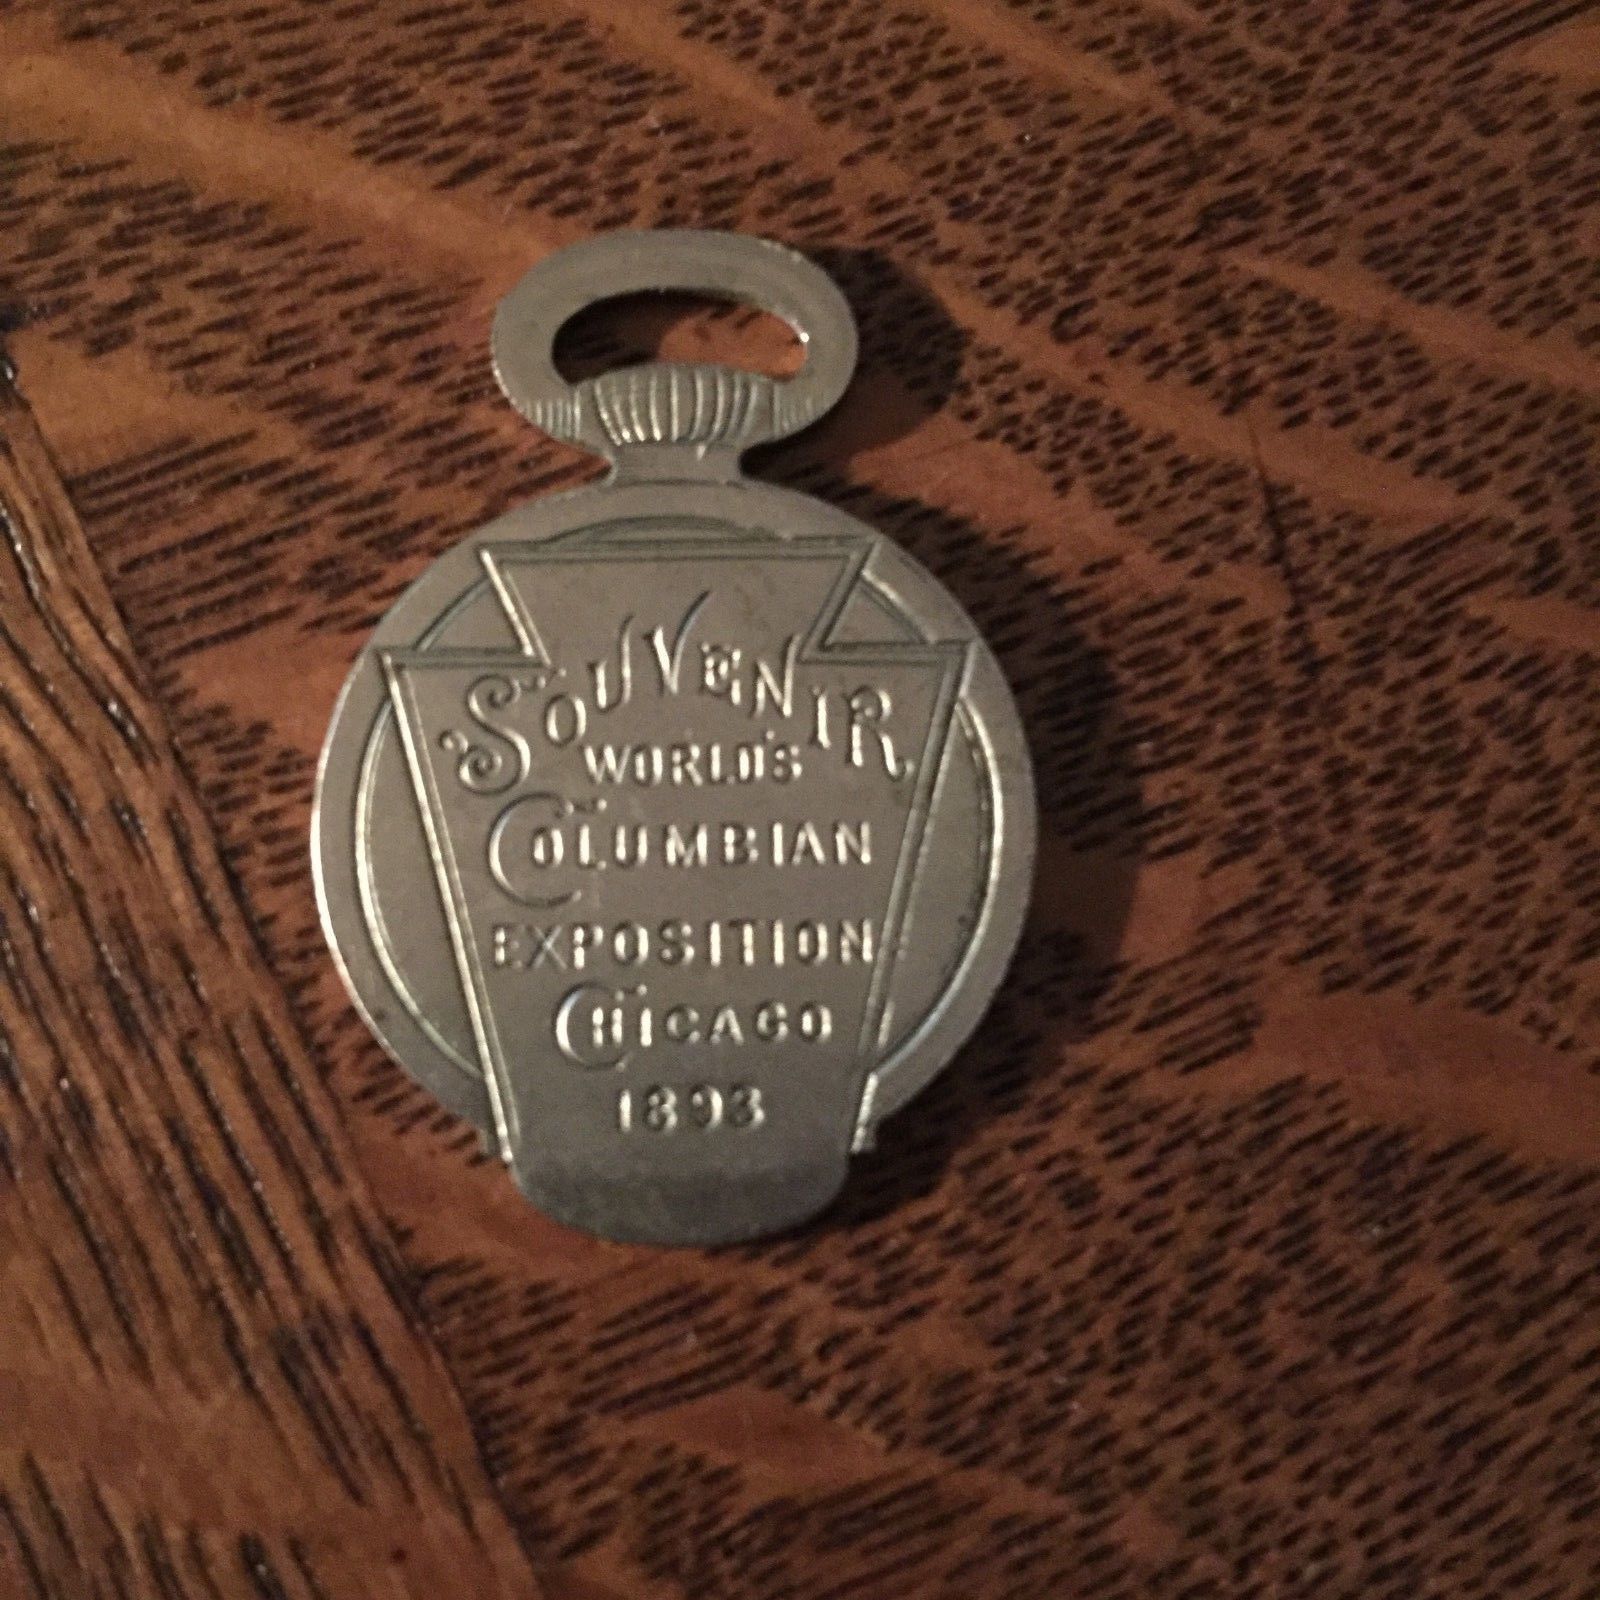 SOUVENIR
WORLD'S
COLUMBIAN
EXPOSITION
CHICAGO
1893